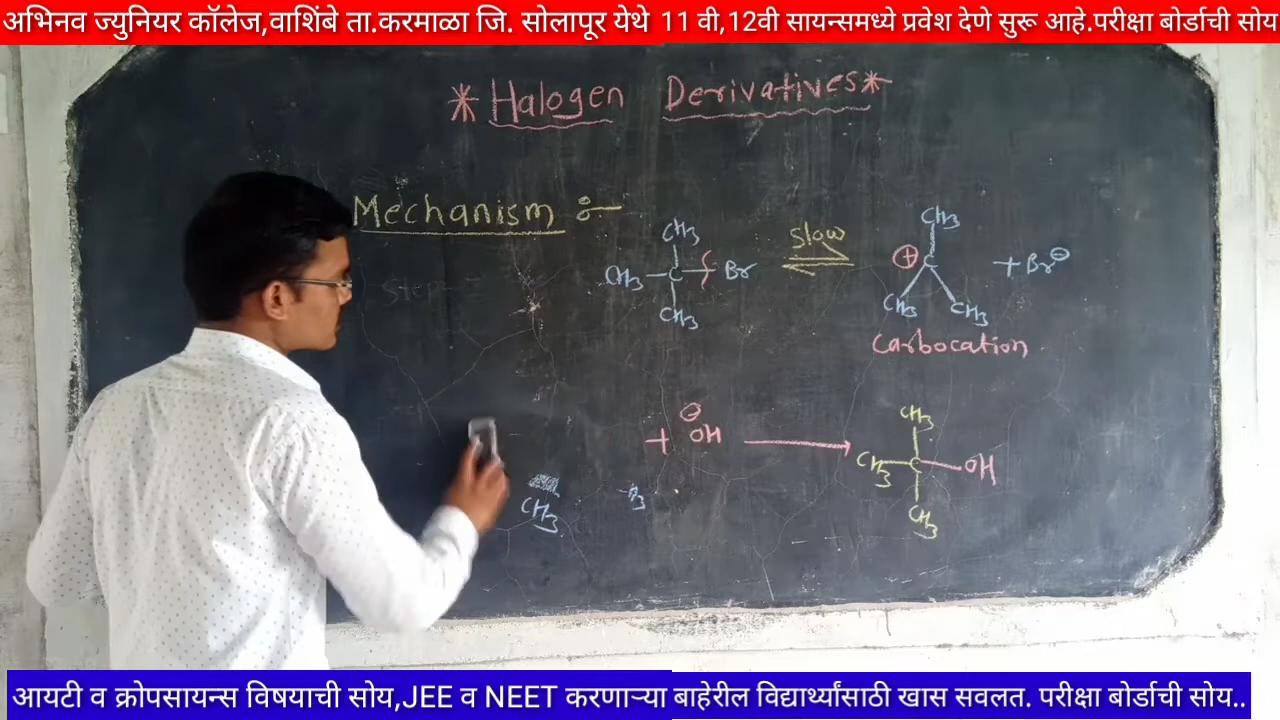 अभिनव ज्युनियर कॉलेज,वाशिंबे ता.करमाळा जि. सोलापूर येथे 11 वी,12वी सायन्समध्ये प्रवेश देणे सुरू आहे.परीक्षा बोर्डाची सोय
* Halogen Derivatives *
Mechanism :-
Step
CH3
CH3 - C - Br
CH3
slow
CH3
⊕ C
CH3 CH3
+ Br⊖
Carbocation
+ ⊖OH
CH3
CH3 - C - OH
CH3
CH3
आयटी व क्रोपसायन्स विषयाची सोय,JEE व NEET करणाऱ्या बाहेरील विद्यार्थ्यांसाठी खास सवलत. परीक्षा बोर्डाची सोय..